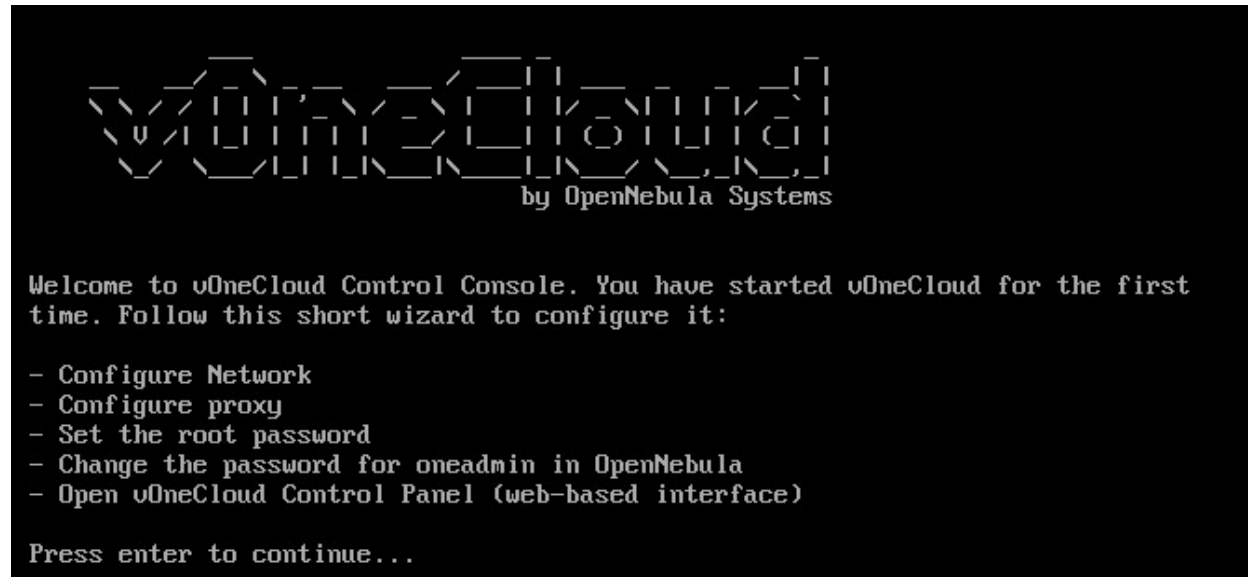 vOneCloud
by OpenNebula Systems
Welcome to vOneCloud Control Console. You have started vOneCloud for the first
time. Follow this short wizard to configure it:
- Configure Network
- Configure proxy
- Set the root password
- Change the password for oneadmin in OpenNebula
- Open vOneCloud Control Panel (web-based interface)
Press enter to continue...